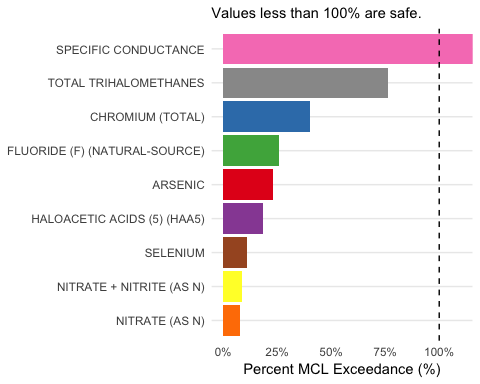 Values less than 100% are safe.
SPECIFIC CONDUCTANCE
TOTAL TRIHALOMETHANES
CHROMIUM (TOTAL)
FLUORIDE (F) (NATURAL-SOURCE)
ARSENIC
HALOACETIC ACIDS (5) (HAA5)
SELENIUM
NITRATE + NITRITE (AS N)
NITRATE (AS N)
0% 25% 50% 75% 100%
Percent MCL Exceedance (%)